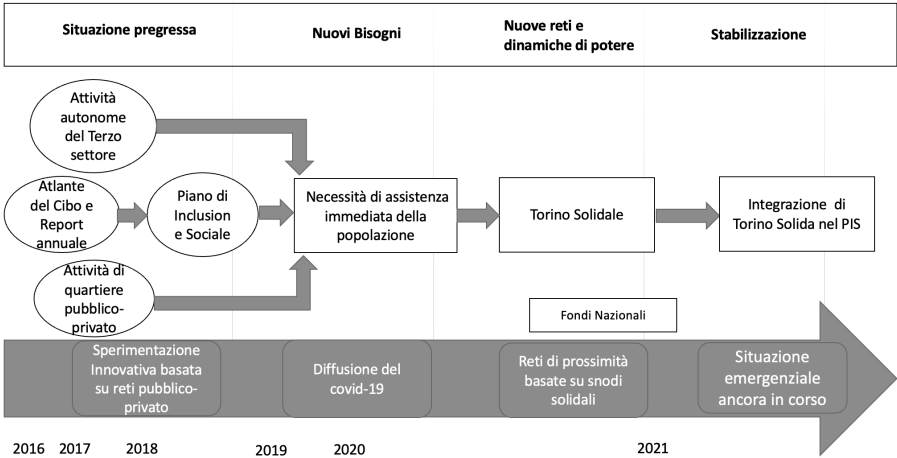 Situazione pregressa
Nuovi Bisogni
Nuove reti e
dinamiche di potere
Stabilizzazione
Attività
autonome
del Terzo
settore
Atlante
del Cibo e
Report
annuale
Piano di
Inclusion
e Sociale
Necessità di assistenza
immediata della
popolazione
Torino Solidale
Integrazione di
Torino Solida nel PIS
Attività di
quartiere
pubblico-
privato
Fondi Nazionali
Sperimentazione
Innovativa basata
su reti pubblico-
privato
Diffusione del
covid-19
Reti di prossimità
basate su snodi
solidali
Situazione
emergenziale
ancora in corso
2016
2017
2018
2019
2020
2021